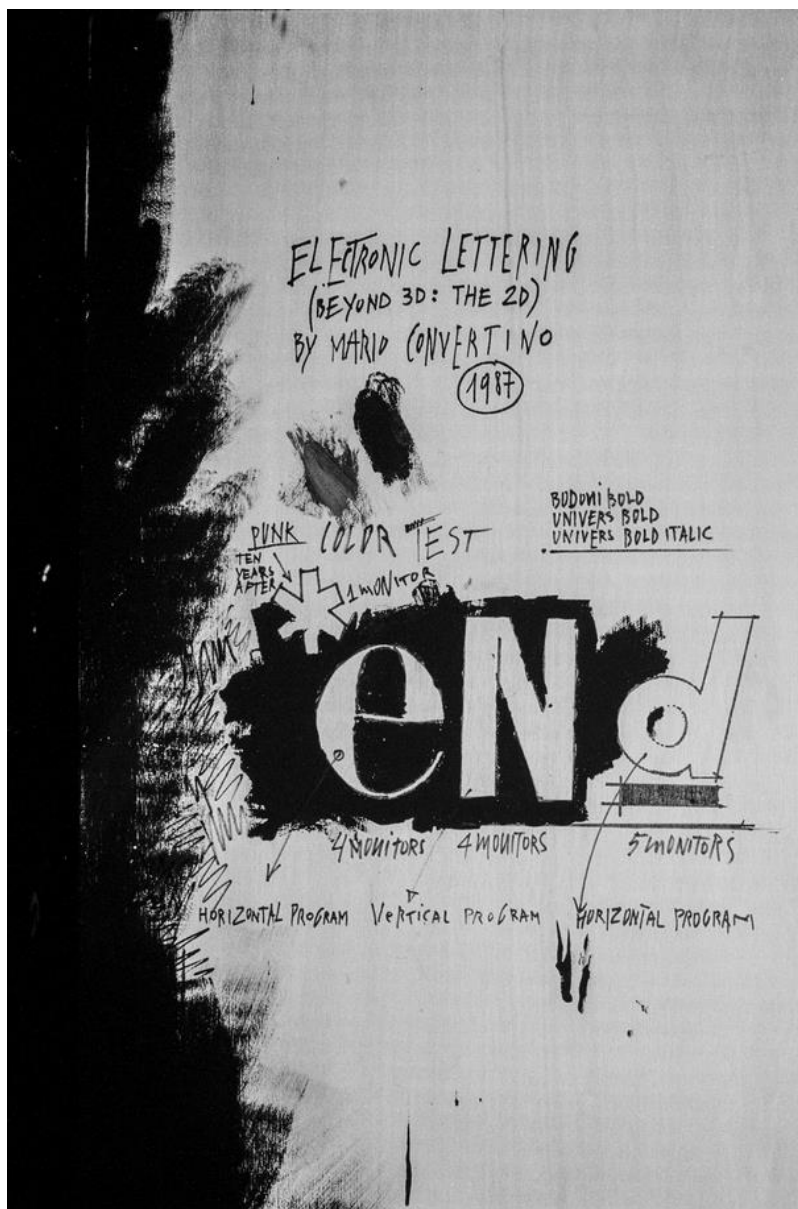 ELECTRONIC LETTERING
(BEYOND 3D: THE 2D)
BY MARIO CONVERTINO
1987
BODONI BOLD
UNIVERS BOLD
UNIVERS BOLD ITALIC
PUNK COLOR TEST
TEN
YEARS
AFTER
1 MONITOR
eNd
4 MONITORS 4 MONITORS 5 MONITORS
HORIZONTAL PROGRAM VERTICAL PROGRAM HORIZONTAL PROGRAM